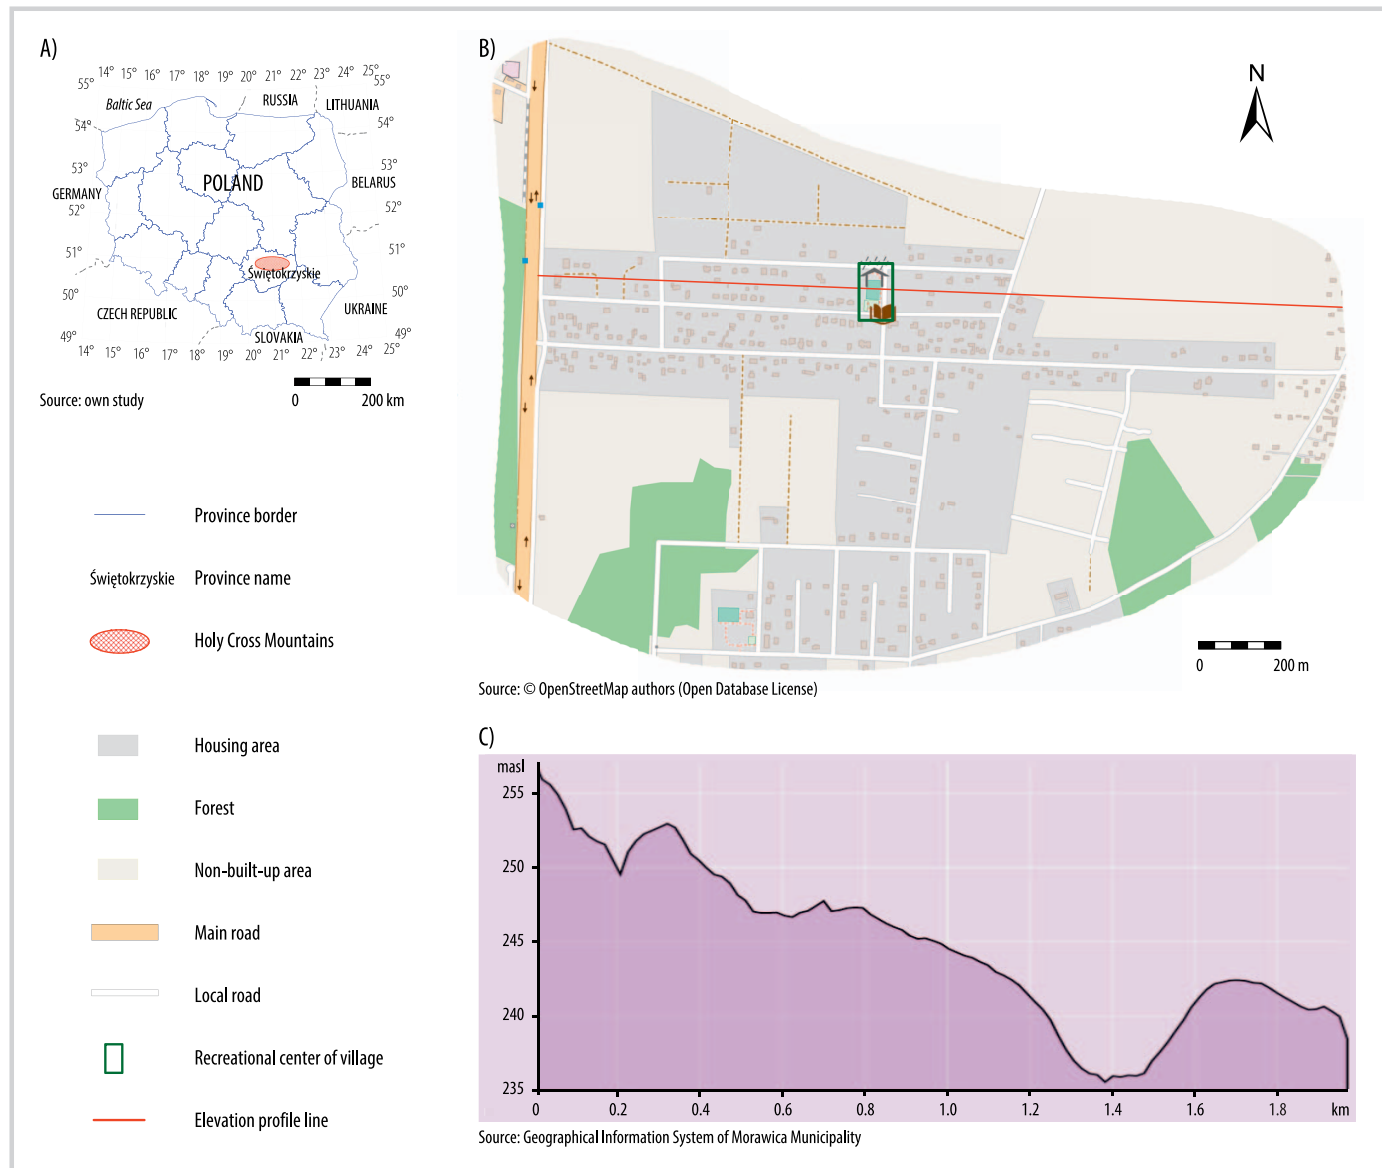 A)
14° 15° 16° 17° 18° 19° 20° 21° 22° 23° 24° 25°
55° 55°
Baltic Sea
RUSSIA
LITHUANIA
54° 54°
53° 53°
POLAND
GERMANY
BELARUS
52° 52°
51° 51°
Świętokrzyskie
50° 50°
CZECH REPUBLIC
UKRAINE
49° 49°
SLOVAKIA
14° 15° 16° 17° 18° 19° 20° 21° 22° 23° 24° 25°
Source: own study
0 200 km
Province border
Świętokrzyskie Province name
Holy Cross Mountains
Housing area
Forest
Non-built-up area
Main road
Local road
Recreational center of village
Elevation profile line
B)
N
0 200 m
Source: © OpenStreetMap authors (Open Database License)
C)
masl
255
250
245
240
235
0 0.2 0.4 0.6 0.8 1.0 1.2 1.4 1.6 1.8 km
Source: Geographical Information System of Morawica Municipality